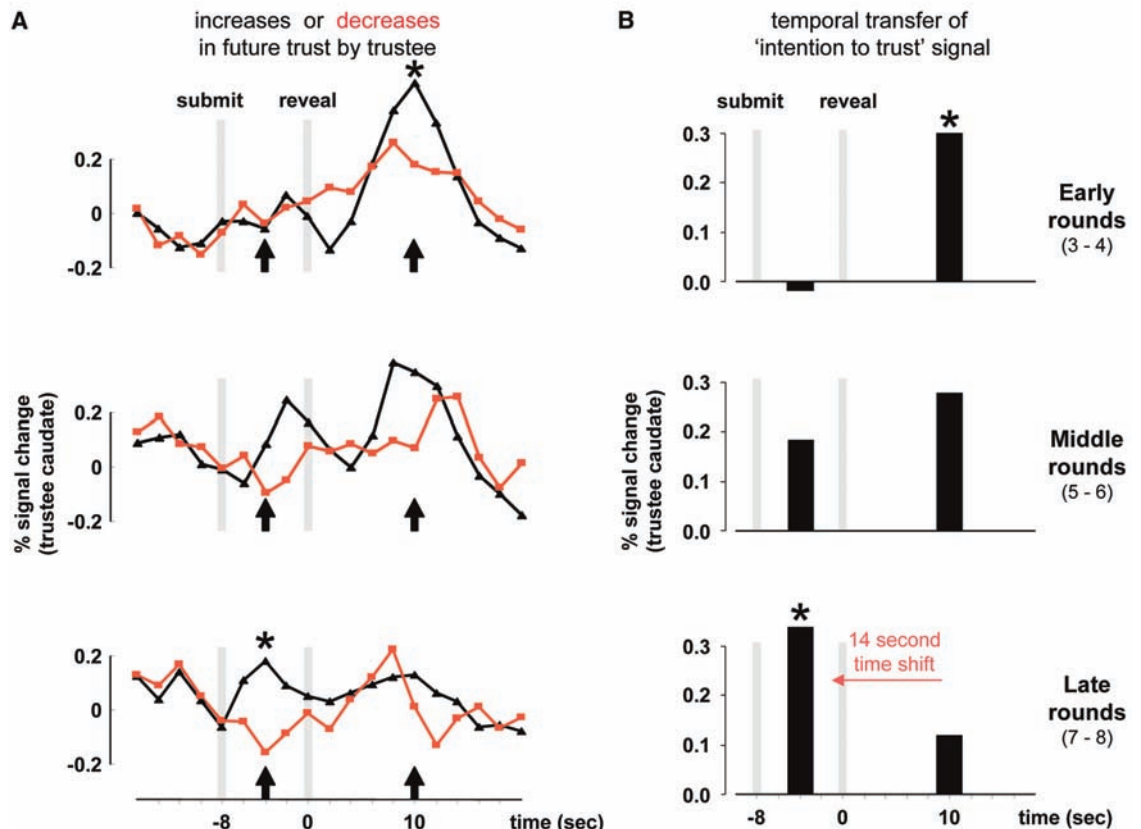 A
increases or decreases
in future trust by trustee
*
submit reveal
0.2
0
-0.2
% signal change
(trustee caudate)
0.2
0
-0.2
*
0.2
0
-0.2
-8 0 10 time (sec)
B
temporal transfer of
'intention to trust' signal
submit reveal
*
0.3
0.2
0.1
0.0
Early
rounds
(3 - 4)
% signal change
(trustee caudate)
0.3
0.2
0.1
0.0
Middle
rounds
(5 - 6)
*
0.3
0.2
0.1
0.0
14 second
time shift
Late
rounds
(7 - 8)
-8 0 10 time (sec)